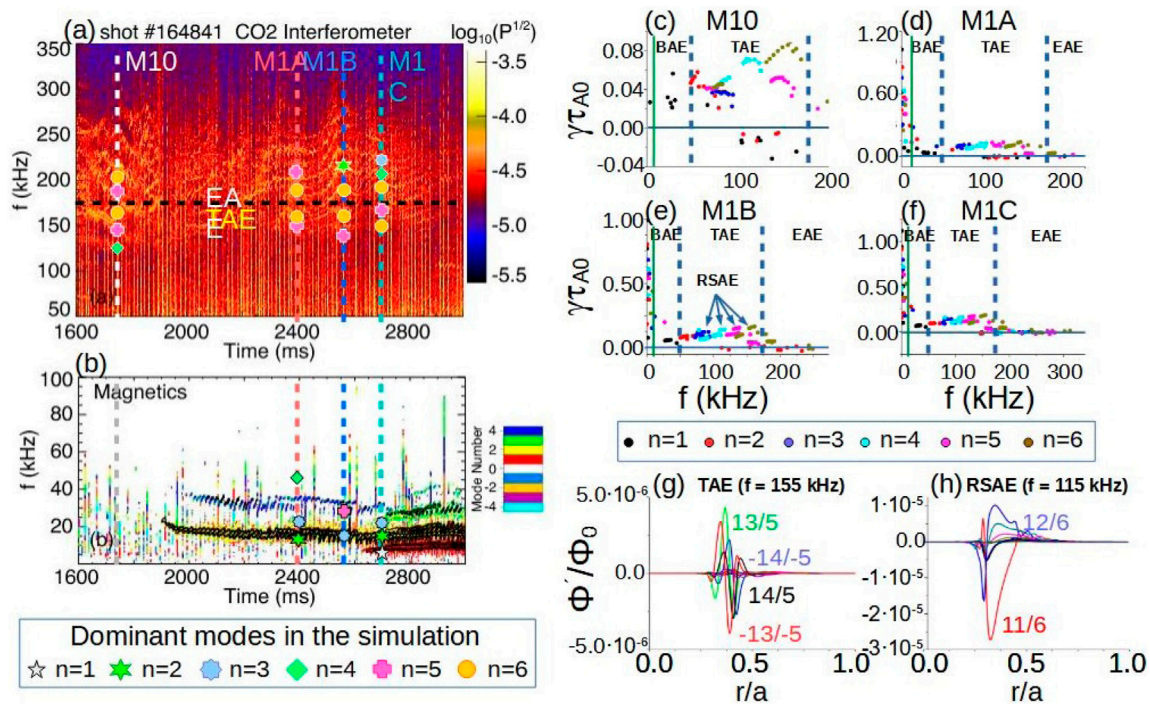 (a) shot #164841 CO2 Interferometer log10(P^1/2)
M10 M1A M1B M1
C
EA
TAE
E
(a)
f (kHz)
350
300
250
200
150
100
50
1600 2000 2400 2800
Time (ms)
-3.5
-4.0
-4.5
-5.0
-5.5
(b)
Magnetics
f (kHz)
100
80
60
40
20
(b)
1600 2000 2400 2800
Time (ms)
Mode Number
4
2
0
-2
-4
Dominant modes in the simulation
n=1 n=2 n=3 n=4 n=5 n=6
(c) M10
BAE TAE
γτA0
0.08
0.04
0.00
-0.04
0 100 200
(d) M1A
BAE TAE EAE
1.20
0.60
0.00
0 100 200 300
(e) M1B
BAE TAE EAE
RSAE
γτA0
1.00
0.50
0.00
0 100 200
f (kHz)
(f) M1C
BAE TAE EAE
1.00
0.50
0.00
0 100 200 300
f (kHz)
n=1 n=2 n=3 n=4 n=5 n=6
(g) TAE (f = 155 kHz)
Φ′/Φ0
5.0·10^-6
0.0
-5.0·10^-6
13/5
-14/-5
14/5
-13/-5
0.0 0.5 1.0
r/a
(h) RSAE (f = 115 kHz)
1·10^-5
0.0
-1·10^-5
-2·10^-5
-3·10^-5
12/6
11/6
0.0 0.5 1.0
r/a